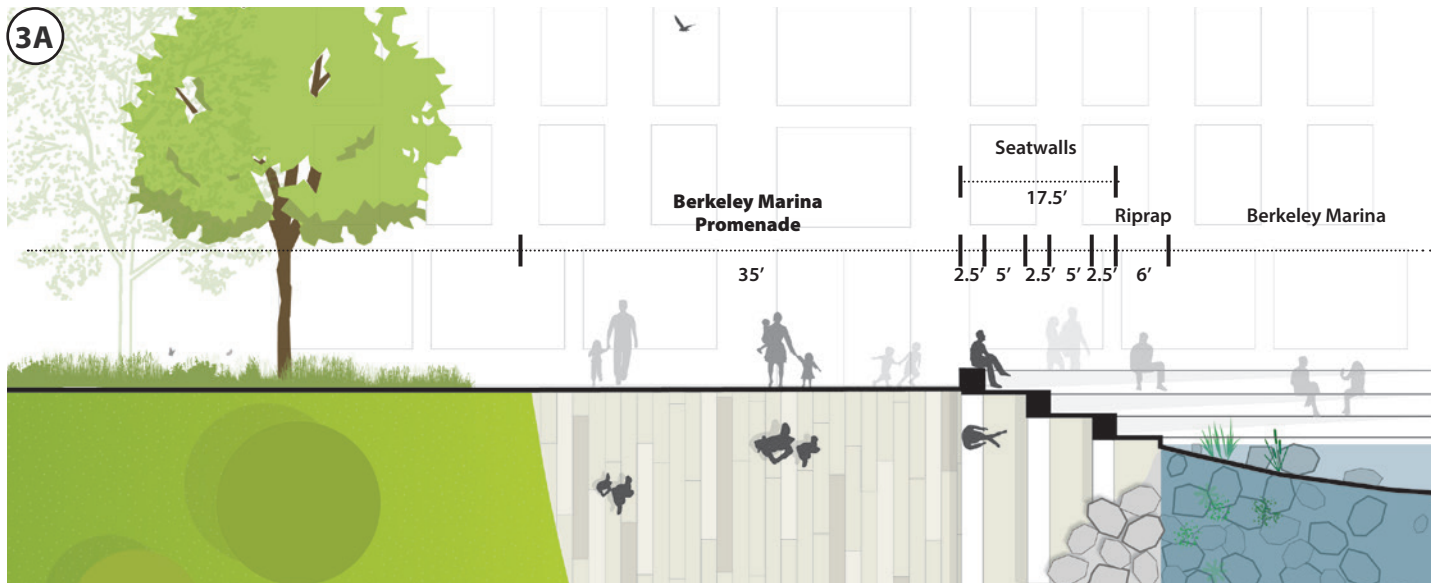 3A
Seatwalls
17.5’
Berkeley Marina
Promenade
Riprap
Berkeley Marina
35’
2.5’
5’
2.5’
5’
2.5’
6’